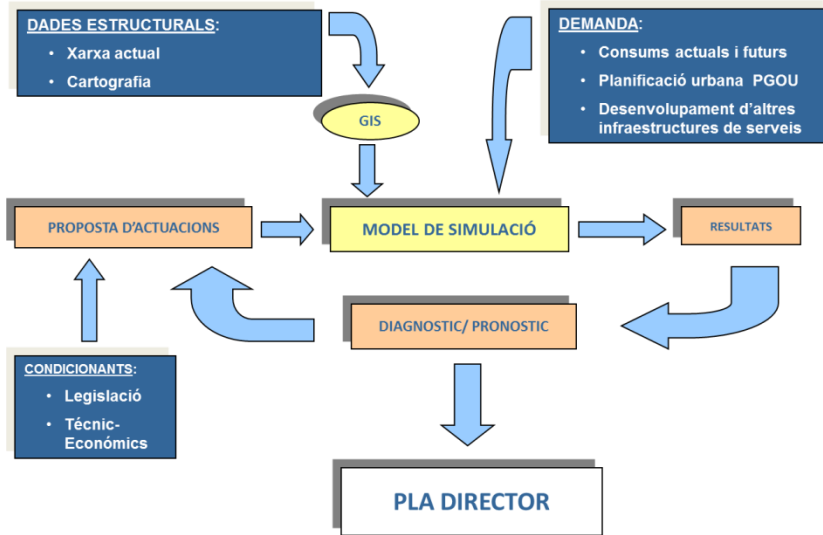 DADES ESTRUCTURALS:
• Xarxa actual
• Cartografia
DEMANDA:
• Consums actuals i futurs
• Planificació urbana PGOU
• Desenvolupament d'altres
infraestructures de serveis
GIS
PROPOSTA D'ACTUACIONS
MODEL DE SIMULACIÓ
RESULTATS
DIAGNOSTIC/ PRONOSTIC
CONDICIONANTS:
• Legislació
• Técnic-
Económics
PLA DIRECTOR